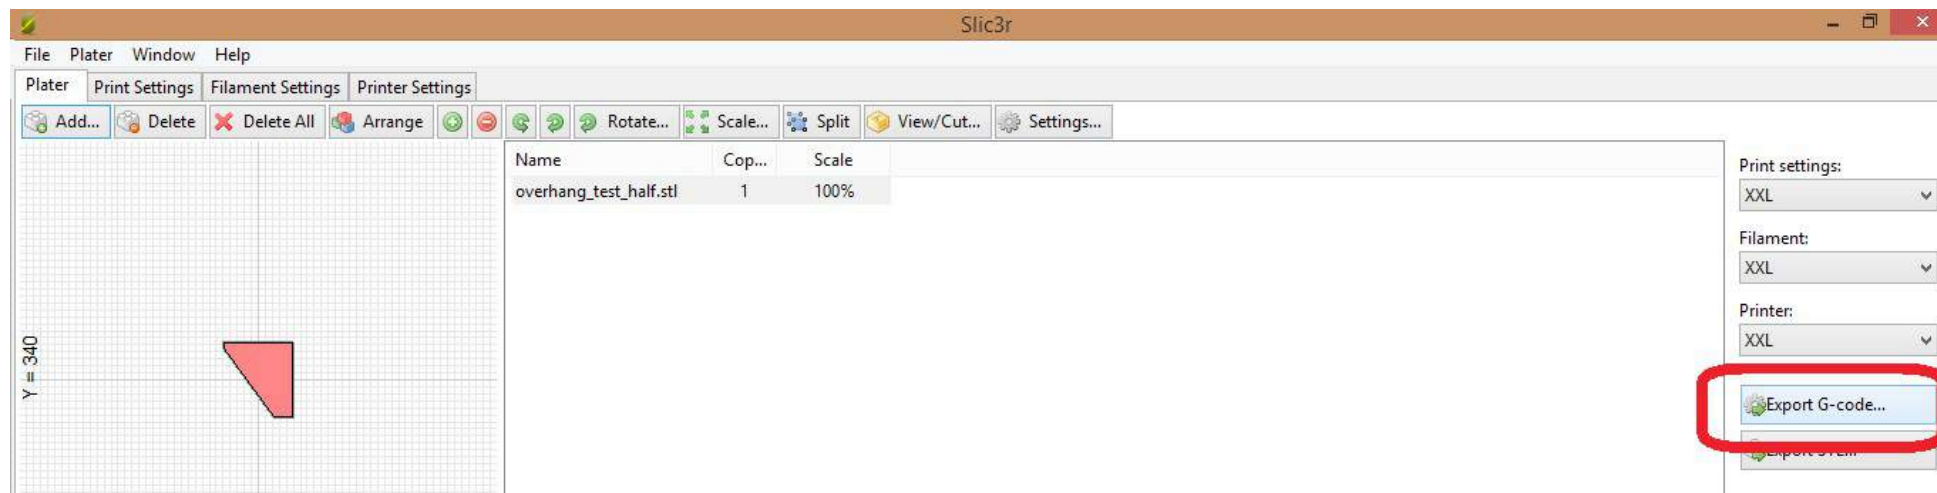 Slic3r
File Plater Window Help
Plater Print Settings Filament Settings Printer Settings
Add... Delete Delete All Arrange Rotate... Scale... Split View/Cut... Settings...
Name Cop... Scale
overhang_test_half.stl 1 100%
Y = 340
Print settings:
XXL
Filament:
XXL
Printer:
XXL
Export G-code...